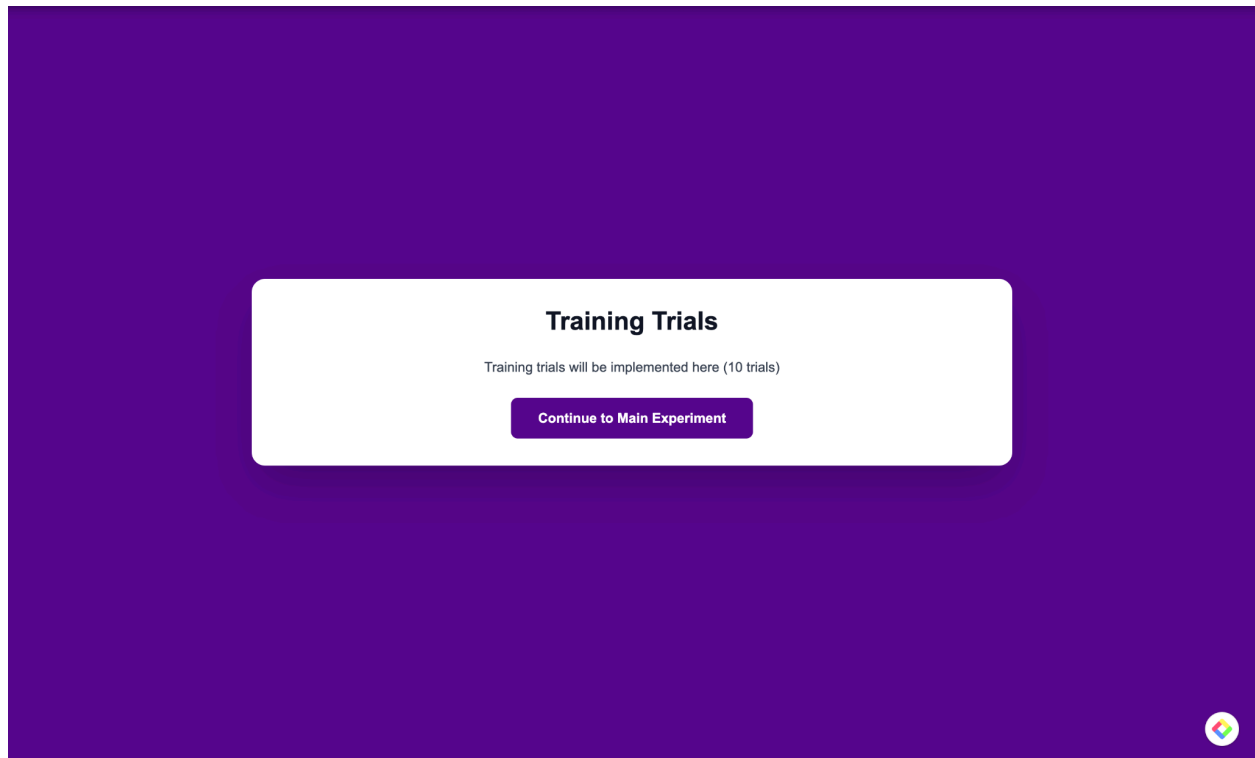 Training Trials
Training trials will be implemented here (10 trials)
Continue to Main Experiment